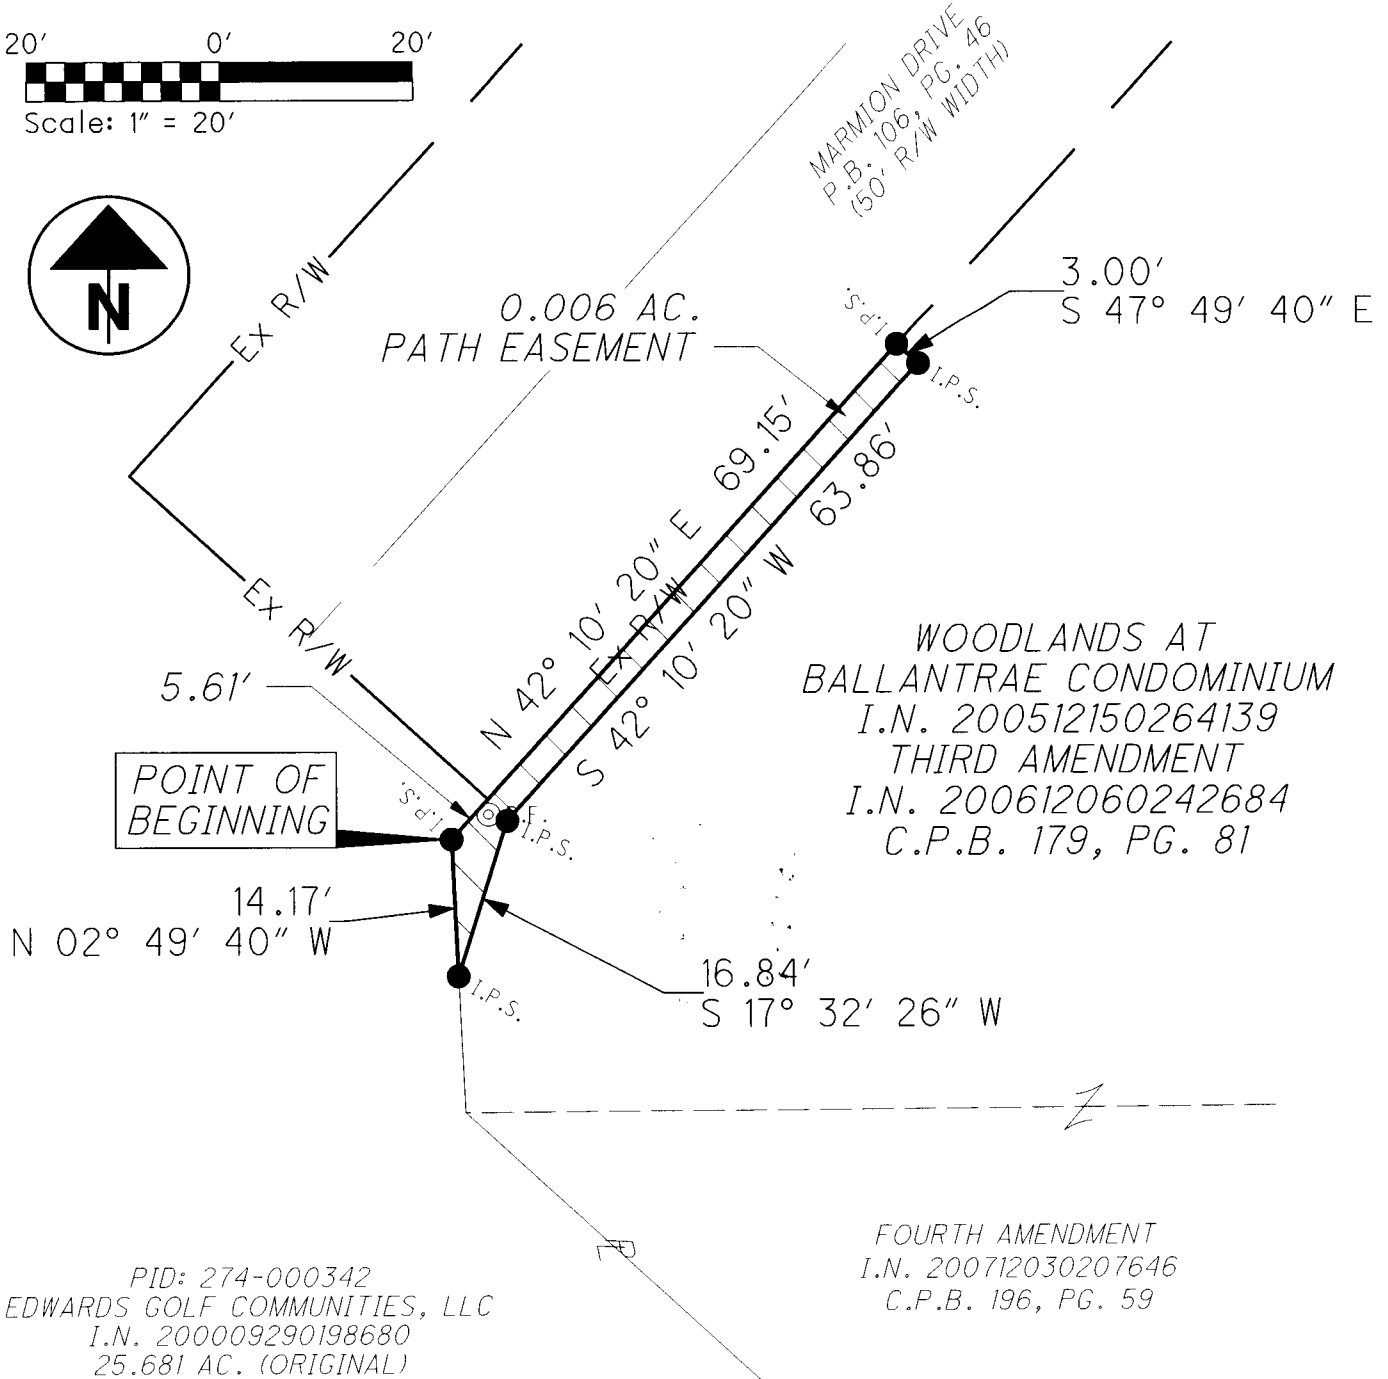 20' 0' 20'
Scale: 1" = 20'
N
MARMION DRIVE
P.B. 106, PG. 46
(50' R/W WIDTH)
Ex R/W
3.00'
S 47° 49' 40" E
0.006 AC.
PATH EASEMENT
I.P.S.
I.P.S.
N 42° 10' 20" E 69.15'
Ex R/W
S 42° 10' 20" W 63.86'
Ex R/W
5.61'
WOODLANDS AT
BALLANTRAE CONDOMINIUM
I.N. 200512150264139
THIRD AMENDMENT
I.N. 200612060242684
C.P.B. 179, PG. 81
POINT OF
BEGINNING
I.P.S.
I.P.S.
14.17'
N 02° 49' 40" W
16.84'
S 17° 32' 26" W
I.P.S.
FOURTH AMENDMENT
I.N. 200712030207646
C.P.B. 196, PG. 59
PID: 274-000342
EDWARDS GOLF COMMUNITIES, LLC
I.N. 200009290198680
25.681 AC. (ORIGINAL)